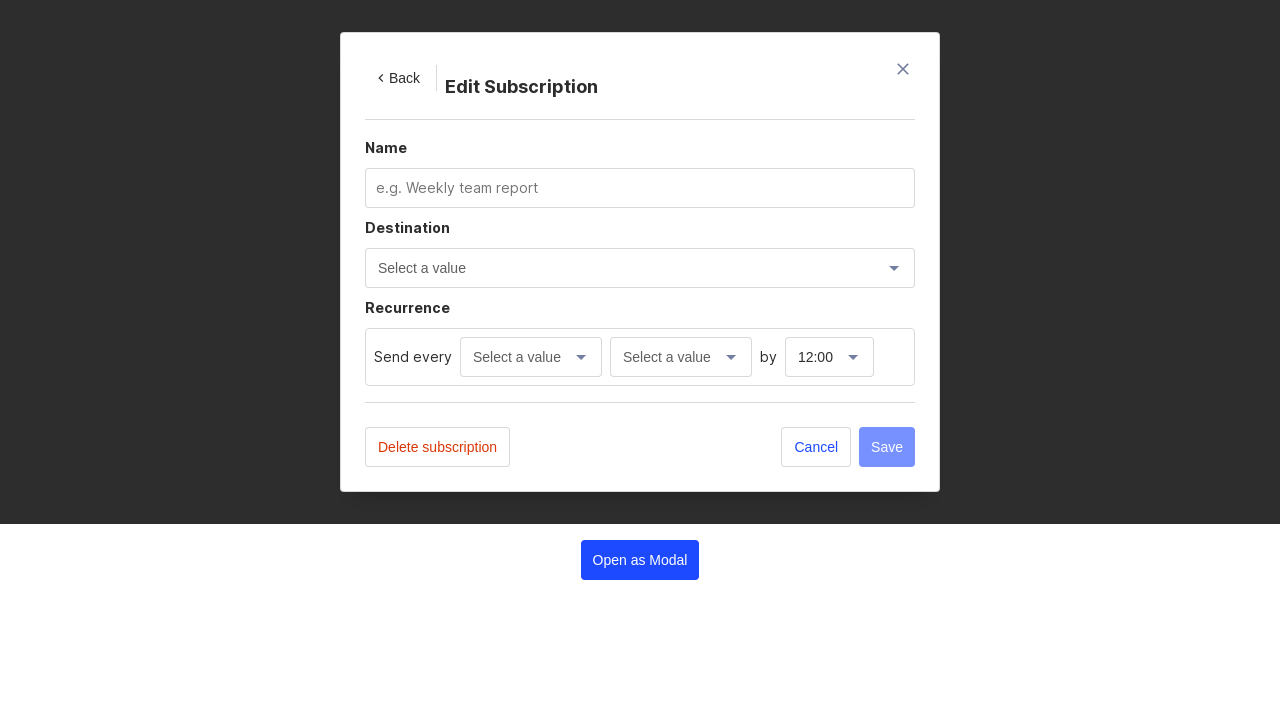 Back
Edit Subscription
Name
e.g. Weekly team report
Destination
Select a value
Recurrence
Send every Select a value Select a value by 12:00
Delete subscription Cancel Save
Open as Modal